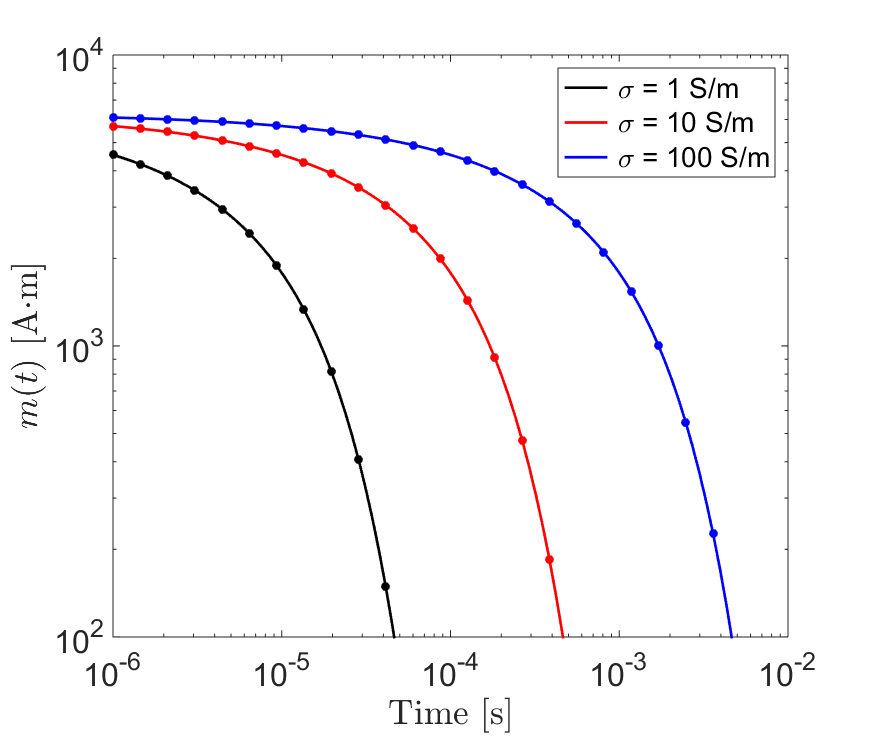 10^4
σ = 1 S/m
σ = 10 S/m
σ = 100 S/m
m(t) [A·m]
10^3
10^2
10^-6 10^-5 10^-4 10^-3 10^-2
Time [s]